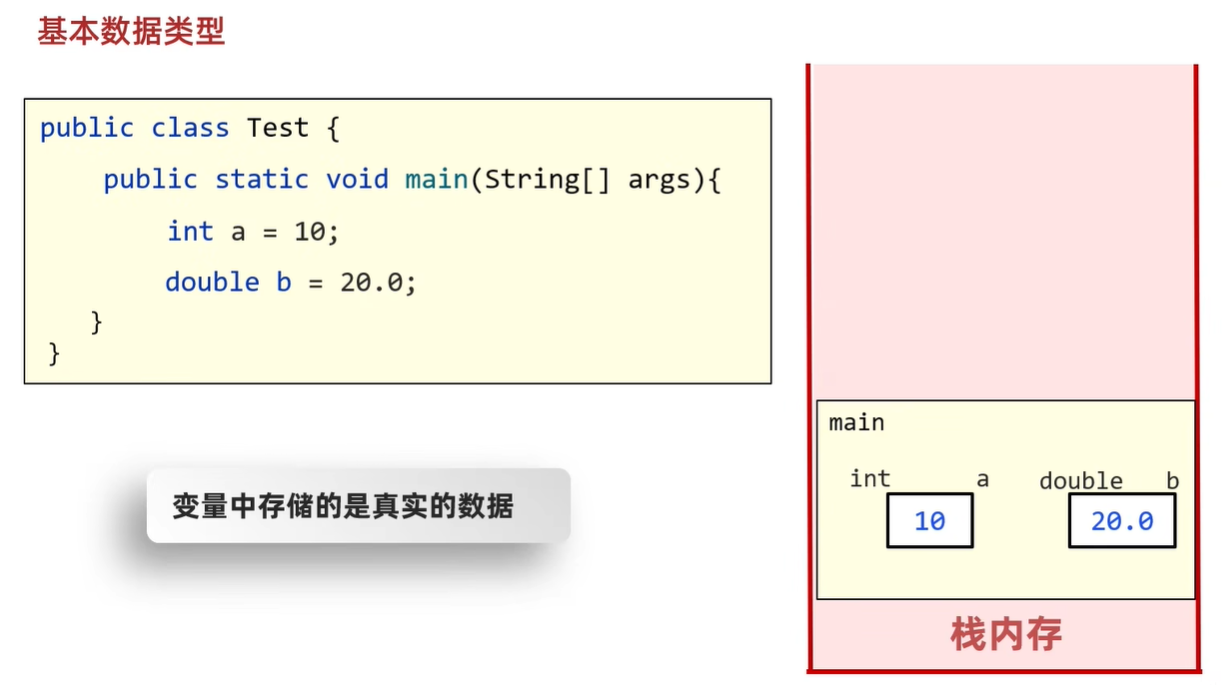 基本数据类型
public class Test {
public static void main(String[] args){
int a = 10;
double b = 20.0;
}
}
变量中存储的是真实的数据
main
int a double b
10 20.0
栈内存